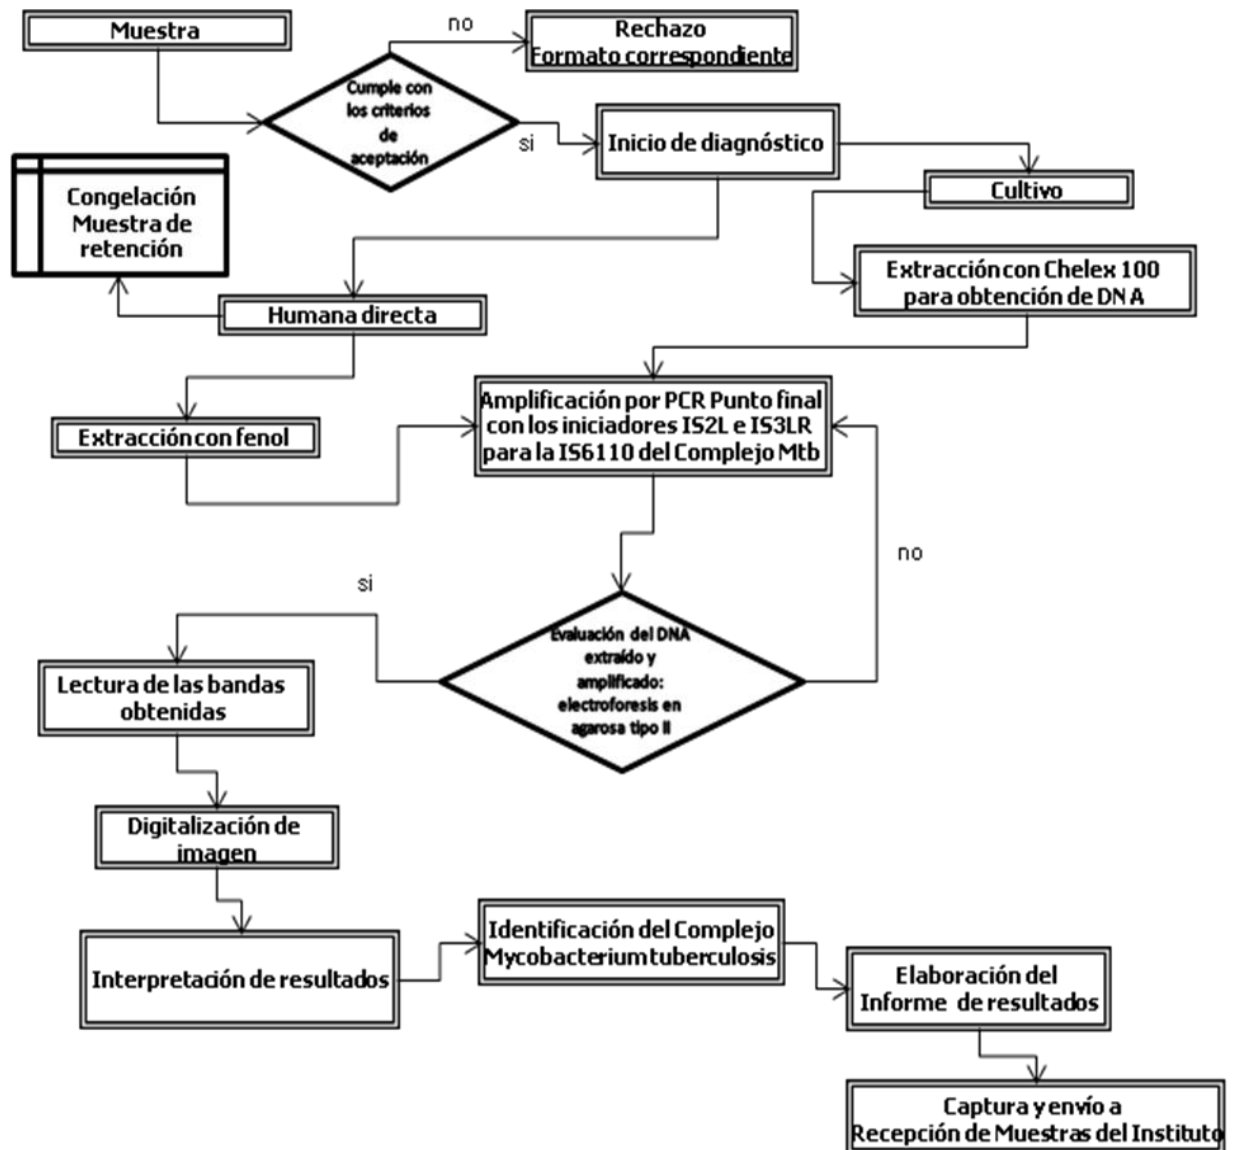 Muestra
no
Rechazo
Formato correspondiente
Cumple con
los criterios
de
aceptación
si
Inicio de diagnóstico
Cultivo
Congelación
Muestra de
retención
Extracción con Chelex 100
para obtención de DNA
Humana directa
Extracción con fenol
Amplificación por PCR Punto final
con los iniciadores IS2L e IS3LR
para la IS6110 del Complejo Mtb
no
si
Evaluación del DNA
extraído y
amplificado:
electroforesis en
agarosa tipo II
Lectura de las bandas
obtenidas
Digitalización de
imagen
Interpretación de resultados
Identificación del Complejo
Mycobacterium tuberculosis
Elaboración del
Informe de resultados
Captura y envío a
Recepción de Muestras del Instituto